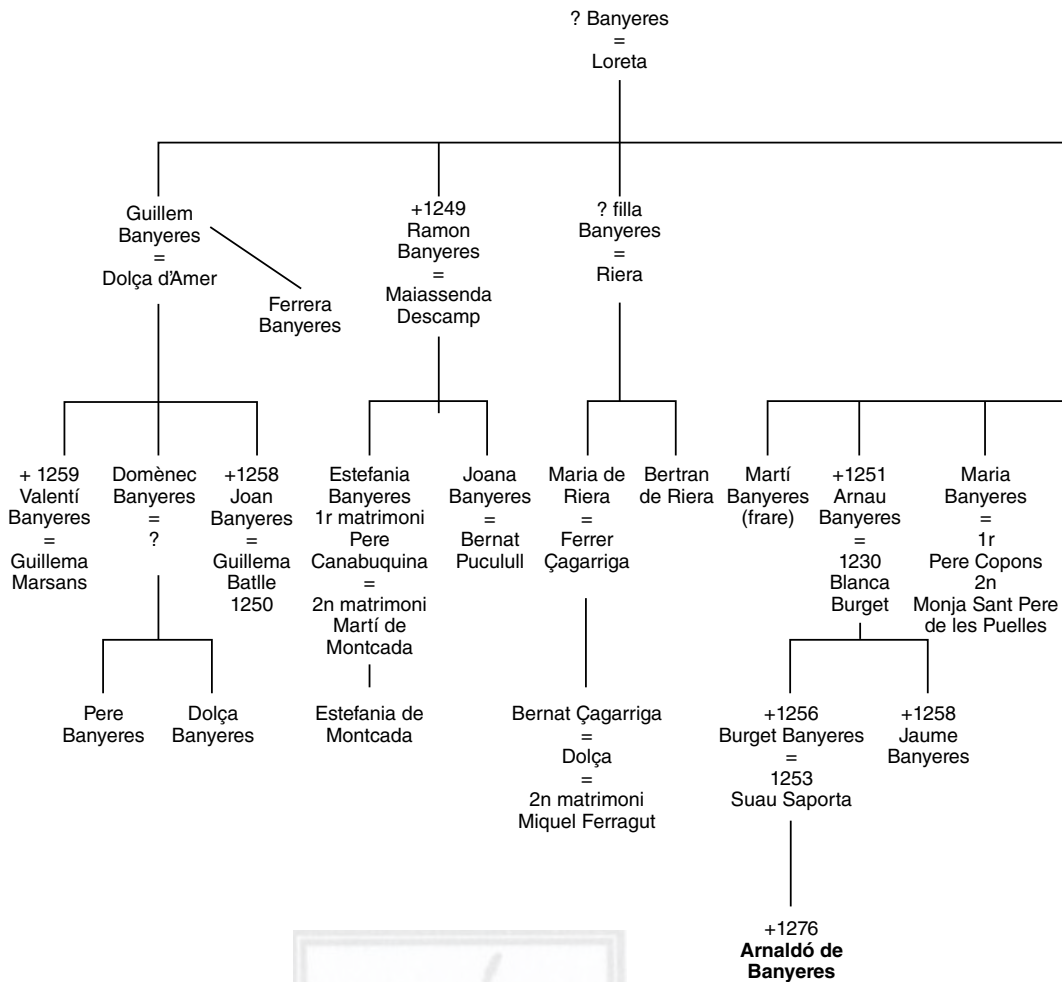 ? Banyeres
=
Loreta
Guillem
Banyeres
=
Dolça d'Amer
Ferrera
Banyeres
+1249
Ramon
Banyeres
=
Maiassenda
Descamp
? filla
Banyeres
=
Riera
+ 1259
Valentí
Banyeres
=
Guillema
Marsans
Domènec
Banyeres
=
?
+1258
Joan
Banyeres
=
Guillema
Batlle
1250
Estefania
Banyeres
1r matrimoni
Pere
Canabuquina
=
2n matrimoni
Martí de
Montcada
Joana
Banyeres
=
Bernat
Puculull
Maria de
Riera
=
Ferrer
Çagarriga
Bertran
de Riera
Martí
Banyeres
(frare)
+1251
Arnau
Banyeres
=
1230
Blanca
Burget
Maria
Banyeres
=
1r
Pere Copons
2n
Monja Sant Pere
de les Puelles
Pere
Banyeres
Dolça
Banyeres
Estefania de
Montcada
Bernat Çagarriga
=
Dolça
=
2n matrimoni
Miquel Ferragut
+1256
Burget Banyeres
=
1253
Suau Saporta
+1258
Jaume
Banyeres
+1276
Arnaldó de
Banyeres